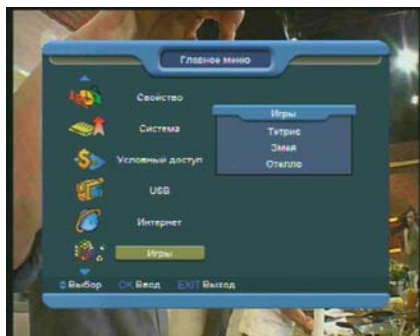 Главное меню
Свойство
Система
Условный доступ
USB
Интернет
Игры
Игры
Тетрис
Змея
Отелло
Выбор OK Ввод EXIT Выход